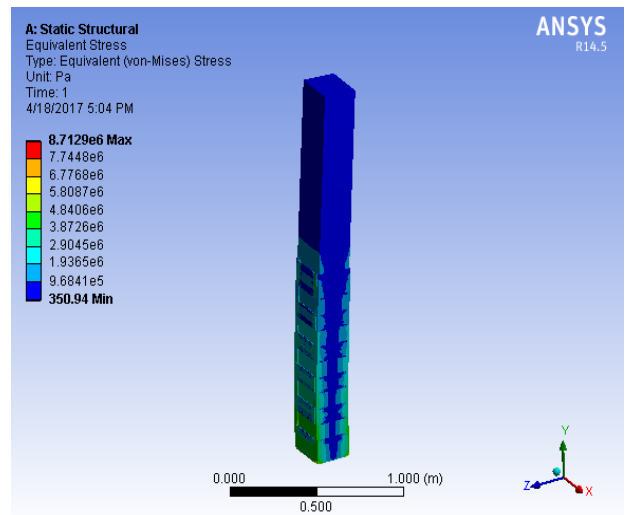 A: Static Structural
Equivalent Stress
Type: Equivalent (von-Mises) Stress
Unit: Pa
Time: 1
4/18/2017 5:04 PM
ANSYS
R14.5
8.7129e6 Max
7.7448e6
6.7768e6
5.8087e6
4.8406e6
3.8726e6
2.9045e6
1.9365e6
9.6841e5
350.94 Min
0.000 1.000 (m)
0.500
Y
Z X